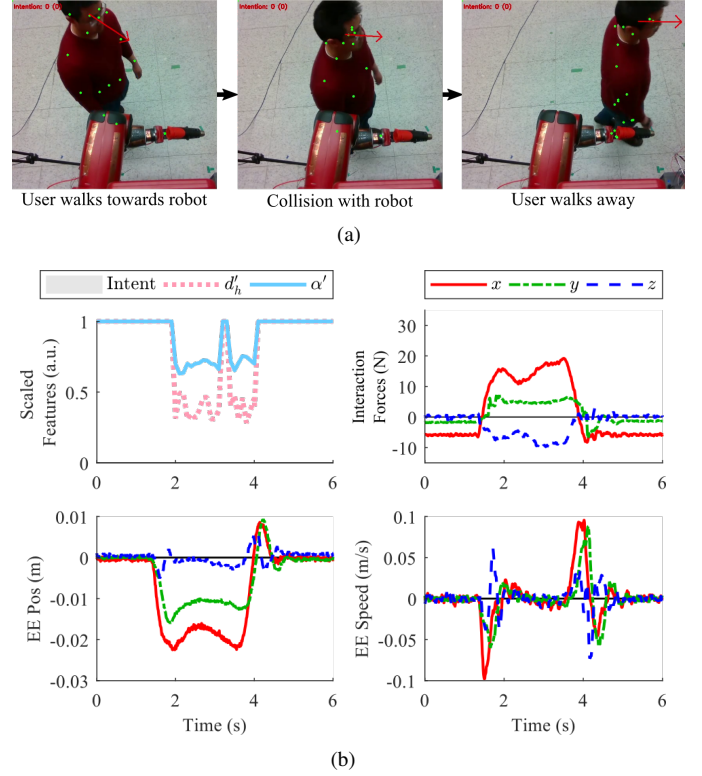 Intention: 0 (0)
Intention: 0 (0)
Intention: 0 (0)
User walks towards robot
Collision with robot
User walks away
(a)
Intent d'ₕ α'
x y z
Scaled
Features (a.u.)
1
0.5
0
0 2 4 6
Interaction
Forces (N)
30
20
10
0
-10
0 2 4 6
EE Pos (m)
0.01
0
-0.01
-0.02
-0.03
0 2 4 6
Time (s)
EE Speed (m/s)
0.1
0.05
0
-0.05
-0.1
0 2 4 6
Time (s)
(b)